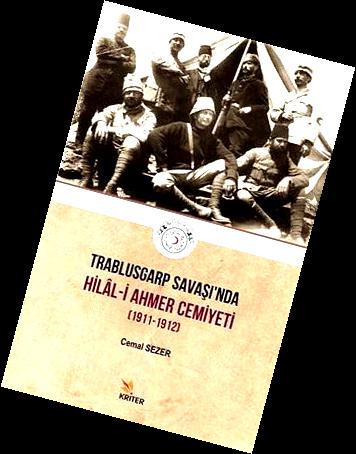 TRABLUSGARP SAVAŞI'NDA
HİLÂL-İ AHMER CEMİYETİ
(1911-1912)
Cemal SEZER
KRİTER